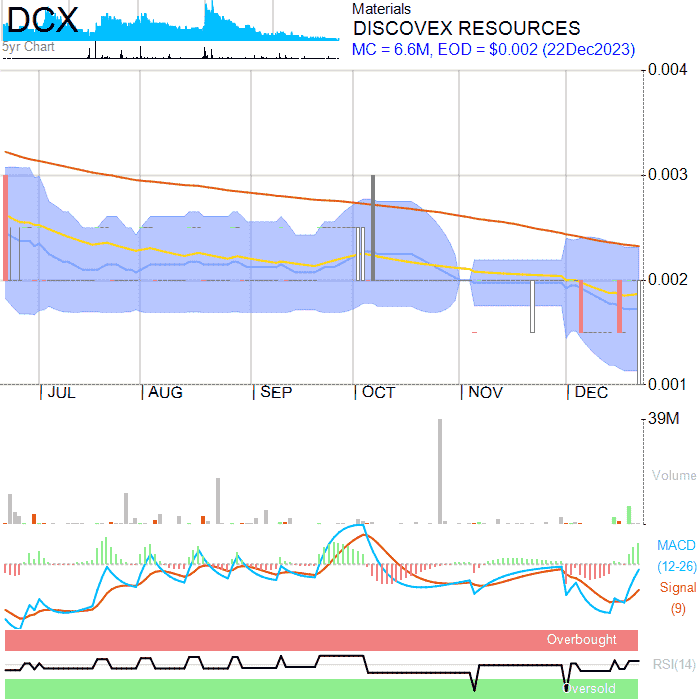 DCX
5yr Chart
Materials
DISCOVEX RESOURCES
MC = 6.6M, EOD = $0.002 (22Dec2023)
0.004
0.003
0.002
0.001
JUL AUG SEP OCT NOV DEC
39M
Volume
MACD
(12-26)
Signal
(9)
Overbought
RSI(14)
Oversold